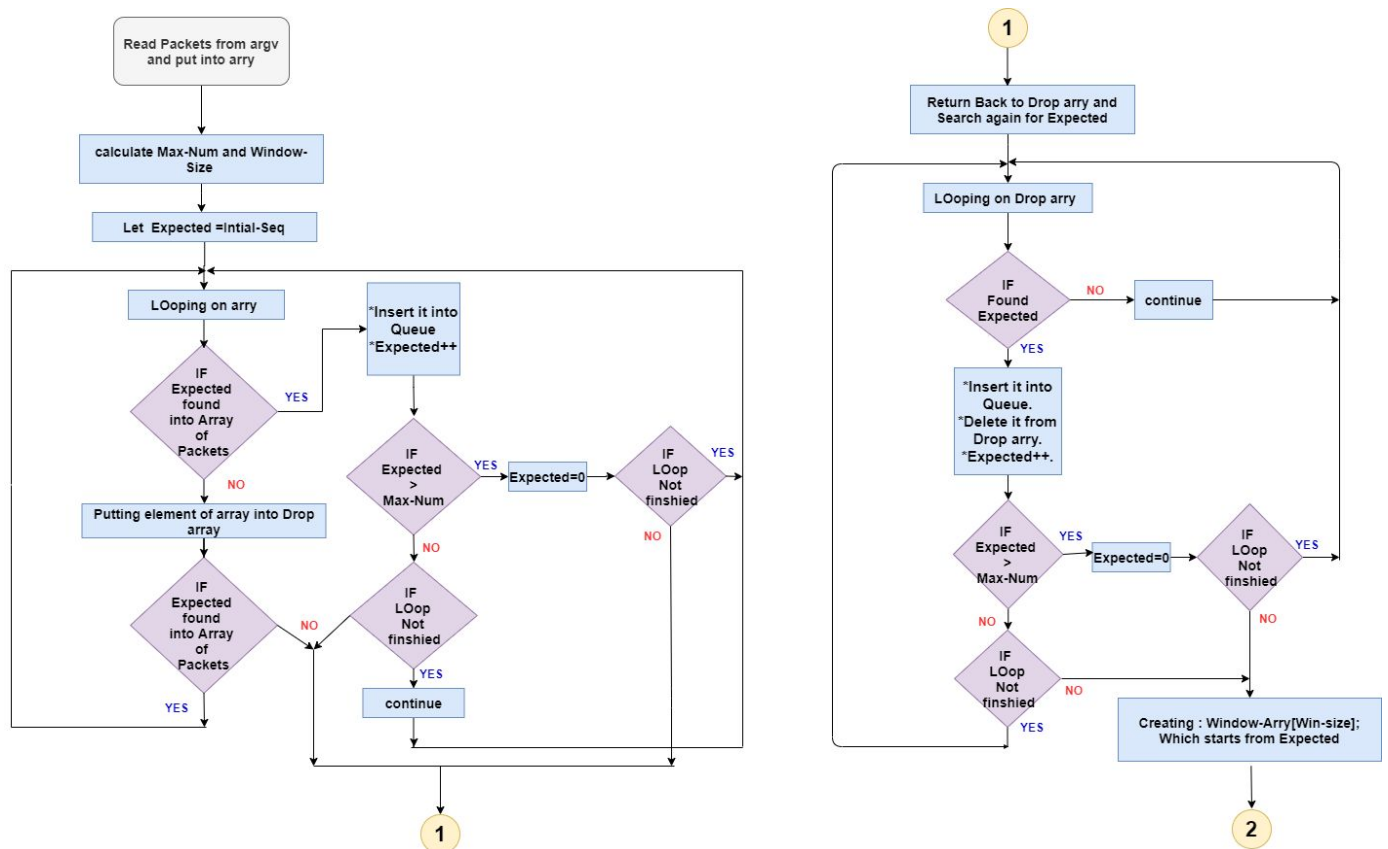 Read Packets from argv
and put into arry
calculate Max-Num and Window-
Size
Let Expected =Intial-Seq
LOoping on arry
IF
Expected
found
into Array
of
Packets
YES
NO
*Insert it into
Queue
*Expected++
IF
Expected
>
Max-Num
YES
NO
Expected=0
IF
LOop
Not
finshied
YES
NO
Putting element of array into Drop
array
IF
Expected
found
into Array
of
Packets
NO
YES
IF
LOop
Not
finshied
YES
continue
1
1
Return Back to Drop arry and
Search again for Expected
LOoping on Drop arry
IF
Found
Expected
NO
continue
YES
*Insert it into
Queue.
*Delete it from
Drop arry.
*Expected++.
IF
Expected
>
Max-Num
YES
NO
Expected=0
IF
LOop
Not
finshied
YES
NO
IF
LOop
Not
finshied
NO
YES
Creating : Window-Arry[Win-size];
Which starts from Expected
2